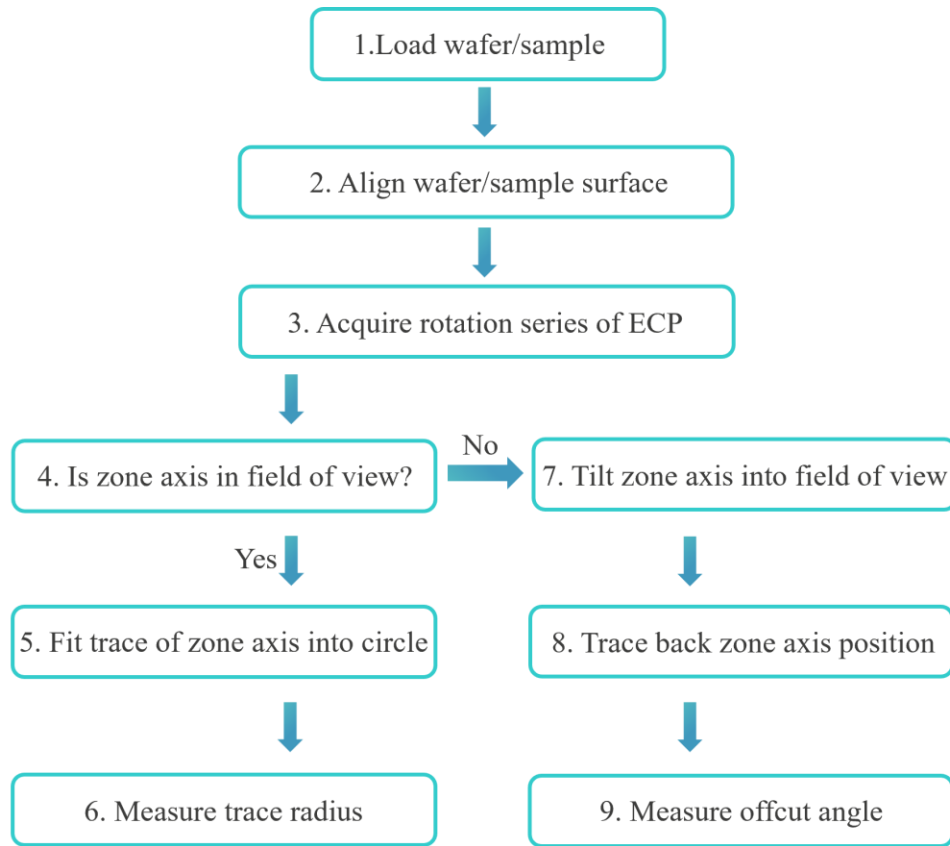 1.Load wafer/sample
2. Align wafer/sample surface
3. Acquire rotation series of ECP
4. Is zone axis in field of view?
No
7. Tilt zone axis into field of view
Yes
5. Fit trace of zone axis into circle
8. Trace back zone axis position
6. Measure trace radius
9. Measure offcut angle